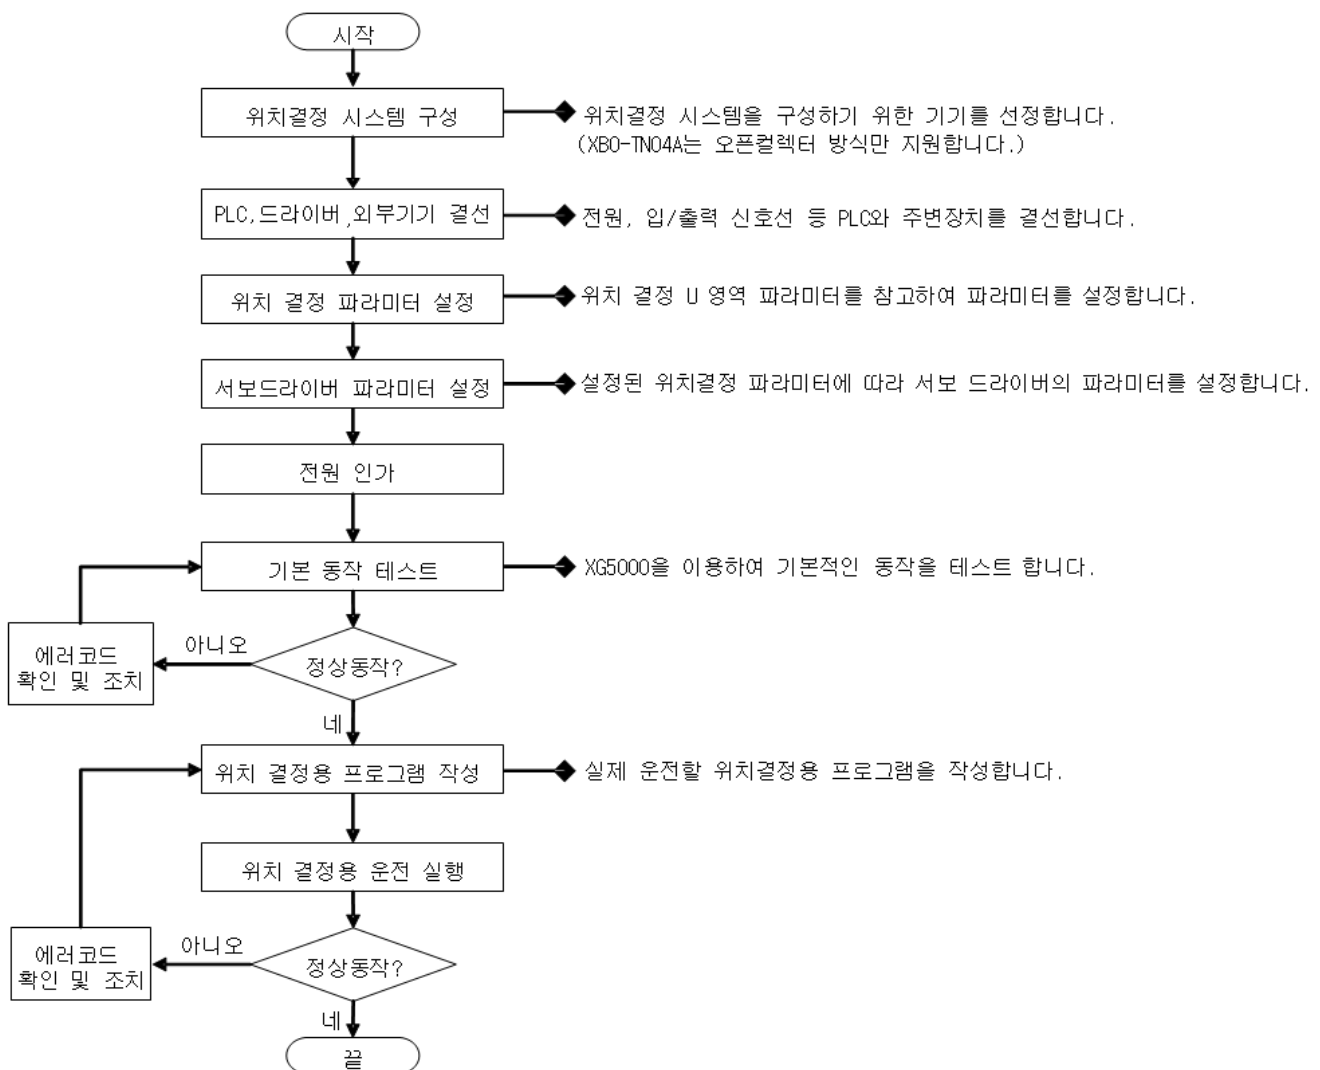 시작
위치결정 시스템 구성
위치결정 시스템을 구성하기 위한 기기를 선정합니다.
(XBO-TN04A는 오픈컬렉터 방식만 지원합니다.)
PLC,드라이버,외부기기 결선
전원, 입/출력 신호선 등 PLC와 주변장치를 결선합니다.
위치 결정 파라미터 설정
위치 결정 U 영역 파라미터를 참고하여 파라미터를 설정합니다.
서보드라이버 파라미터 설정
설정된 위치결정 파라미터에 따라 서보 드라이버의 파라미터를 설정합니다.
전원 인가
기본 동작 테스트
XG5000을 이용하여 기본적인 동작을 테스트 합니다.
아니오
에러코드
확인 및 조치
정상동작?
네
위치 결정용 프로그램 작성
실제 운전할 위치결정용 프로그램을 작성합니다.
위치 결정용 운전 실행
아니오
에러코드
확인 및 조치
정상동작?
네
끝